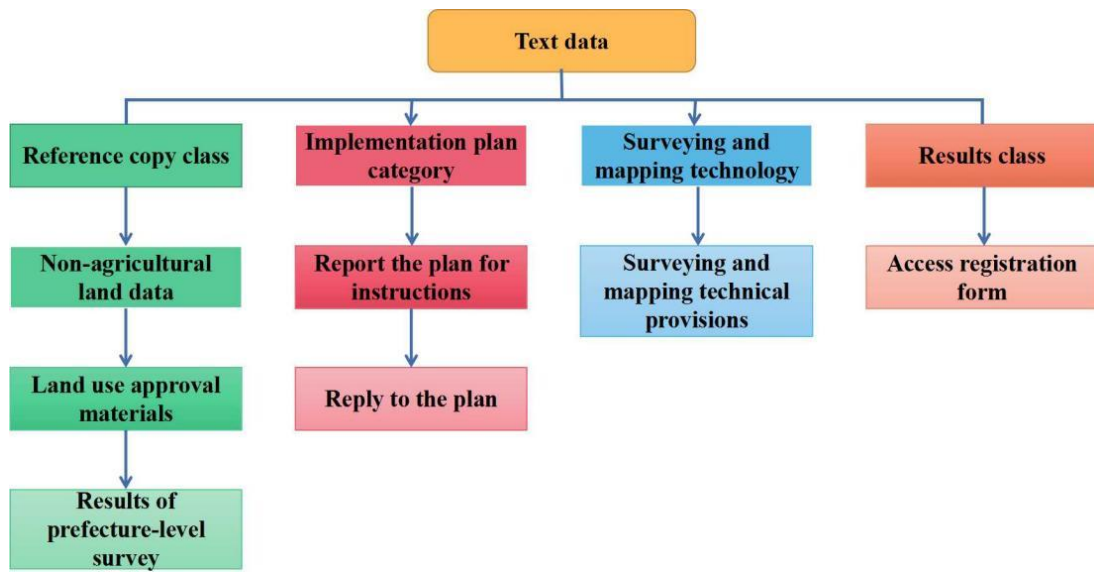 Text data
Reference copy class
Implementation plan
category
Surveying and
mapping technology
Results class
Non-agricultural
land data
Report the plan for
instructions
Surveying and
mapping technical
provisions
Access registration
form
Land use approval
materials
Reply to the plan
Results of
prefecture-level
survey